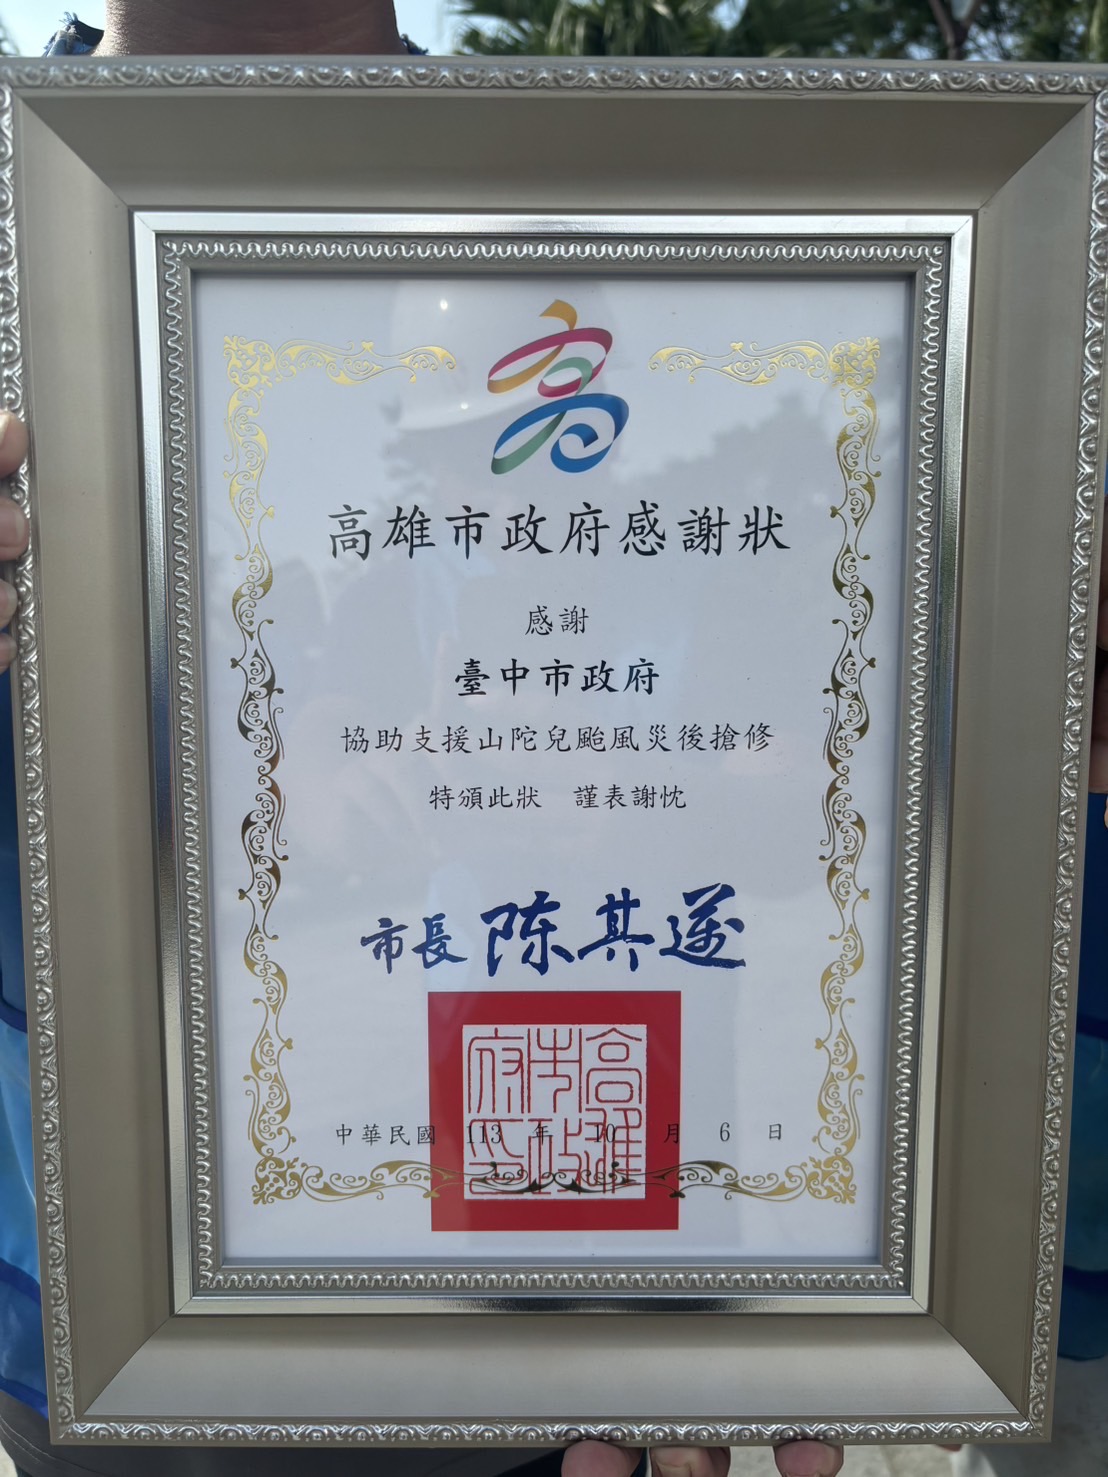 高雄市政府感謝狀
感謝
臺中市政府
協助支援山陀兒颱風災後搶修
特頒此狀　謹表謝忱
市長 陈其邁
高雄市政府印
中華民國 113 年 10 月 6 日